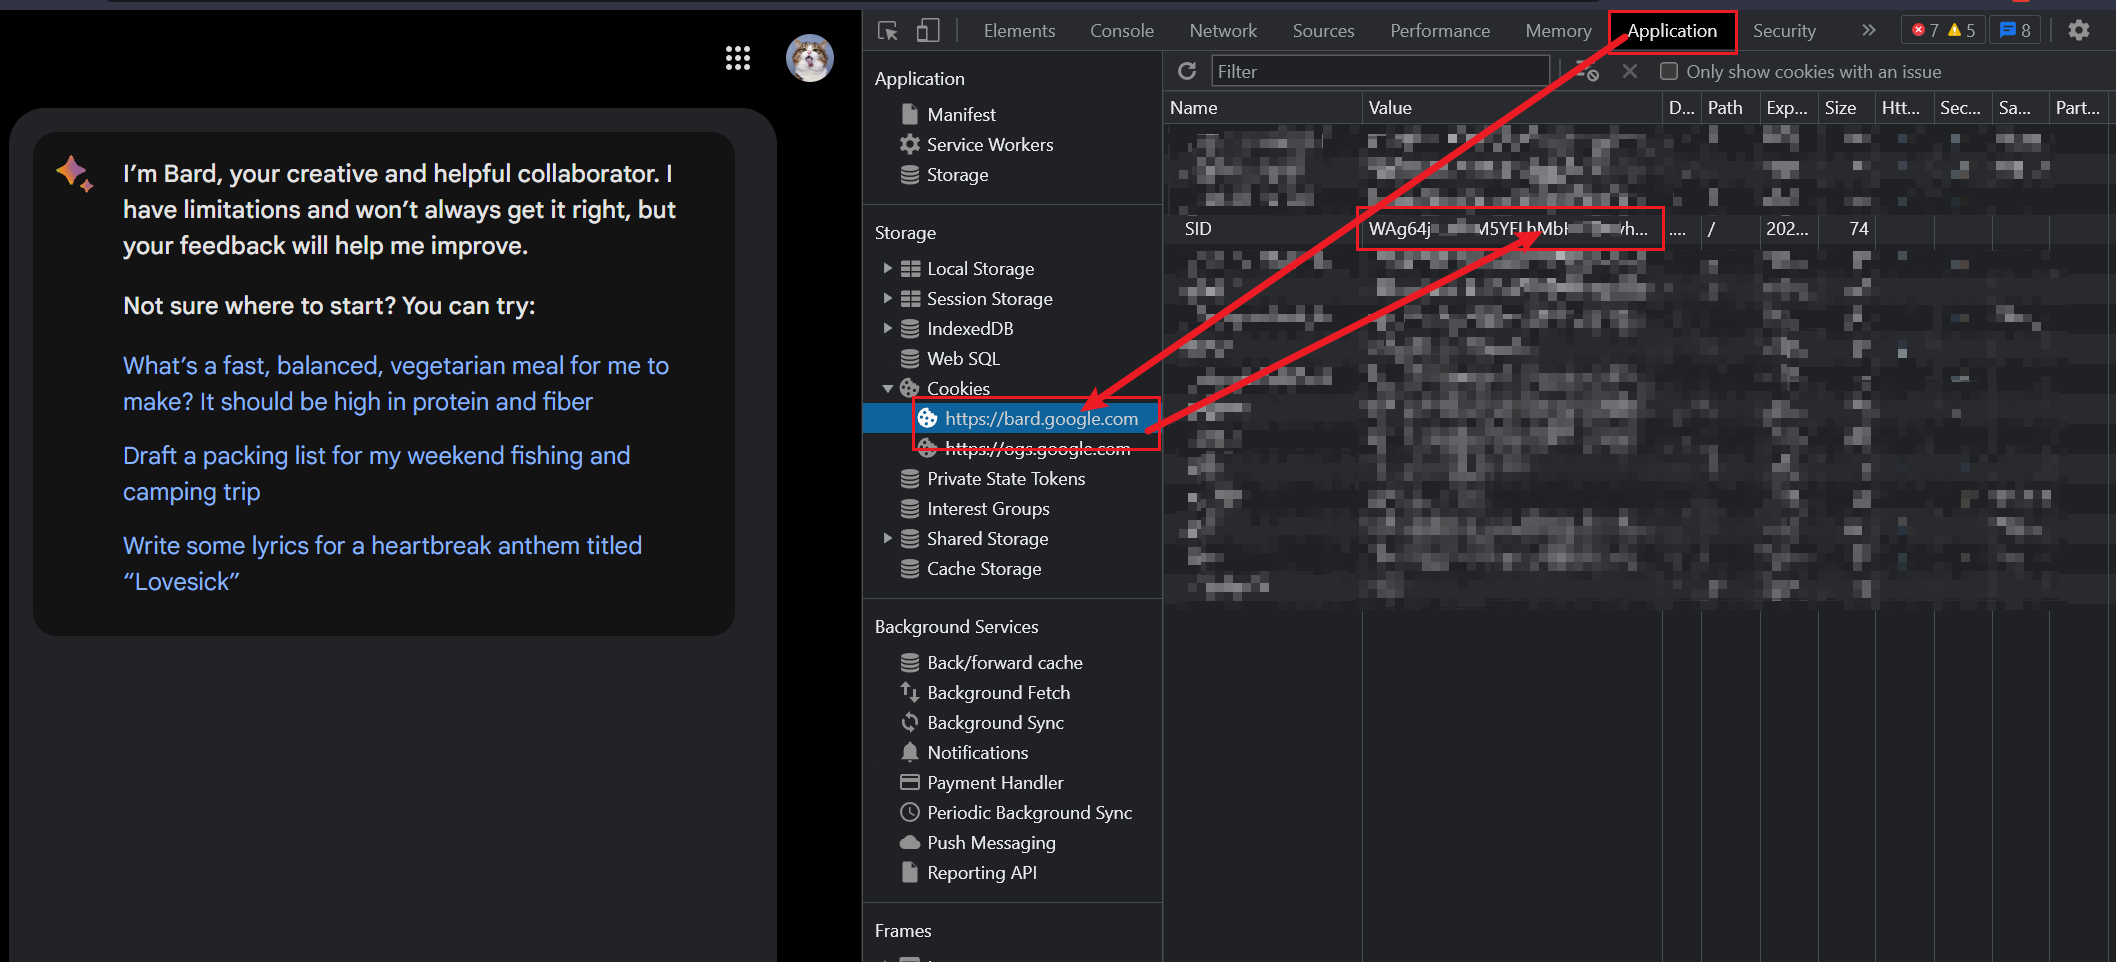 I’m Bard, your creative and helpful collaborator. I
have limitations and won’t always get it right, but
your feedback will help me improve.
Not sure where to start? You can try:
What’s a fast, balanced, vegetarian meal for me to
make? It should be high in protein and fiber
Draft a packing list for my weekend fishing and
camping trip
Write some lyrics for a heartbreak anthem titled
“Lovesick”
Elements Console Network Sources Performance Memory Application Security 7 5 8
Application
Manifest
Service Workers
Storage
Storage
Local Storage
Session Storage
IndexedDB
Web SQL
Cookies
https://bard.google.com
https://ogs.google.com
Private State Tokens
Interest Groups
Shared Storage
Cache Storage
Background Services
Back/forward cache
Background Fetch
Background Sync
Notifications
Payment Handler
Periodic Background Sync
Push Messaging
Reporting API
Frames
Filter Only show cookies with an issue
Name Value D... Path Exp... Size Htt... Sec... Sa... Part...
SID WAg64j .... / 202... 74